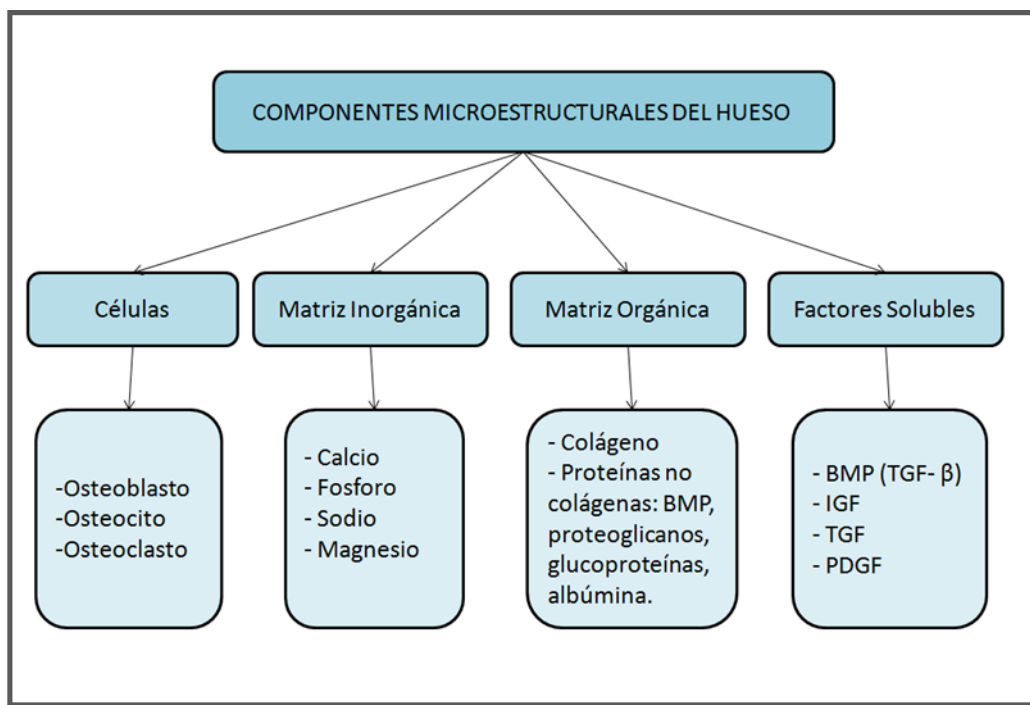 COMPONENTES MICROESTRUCTURALES DEL HUESO
Células
Matriz Inorgánica
Matriz Orgánica
Factores Solubles
-Osteoblasto
-Osteocito
-Osteoclasto
- Calcio
- Fosforo
- Sodio
- Magnesio
- Colágeno
- Proteínas no
colágenas: BMP,
proteoglicanos,
glucoproteínas,
albúmina.
- BMP (TGF- β)
- IGF
- TGF
- PDGF